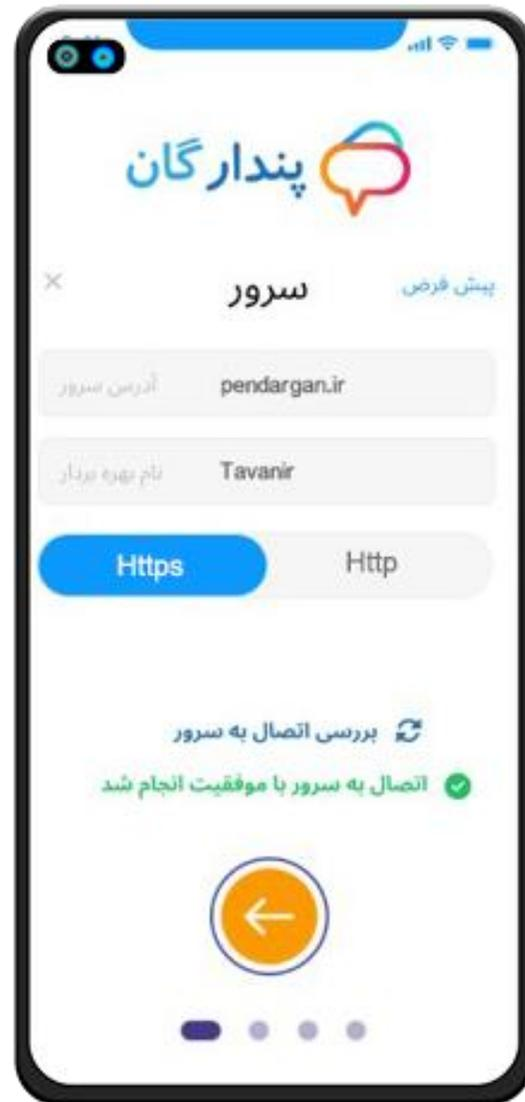 پندارگان
پیش فرض سرور ×
آدرس سرور pendargan.ir
نام بهره بردار Tavanir
Https Http
بررسی اتصال به سرور
اتصال به سرور با موفقیت انجام شد